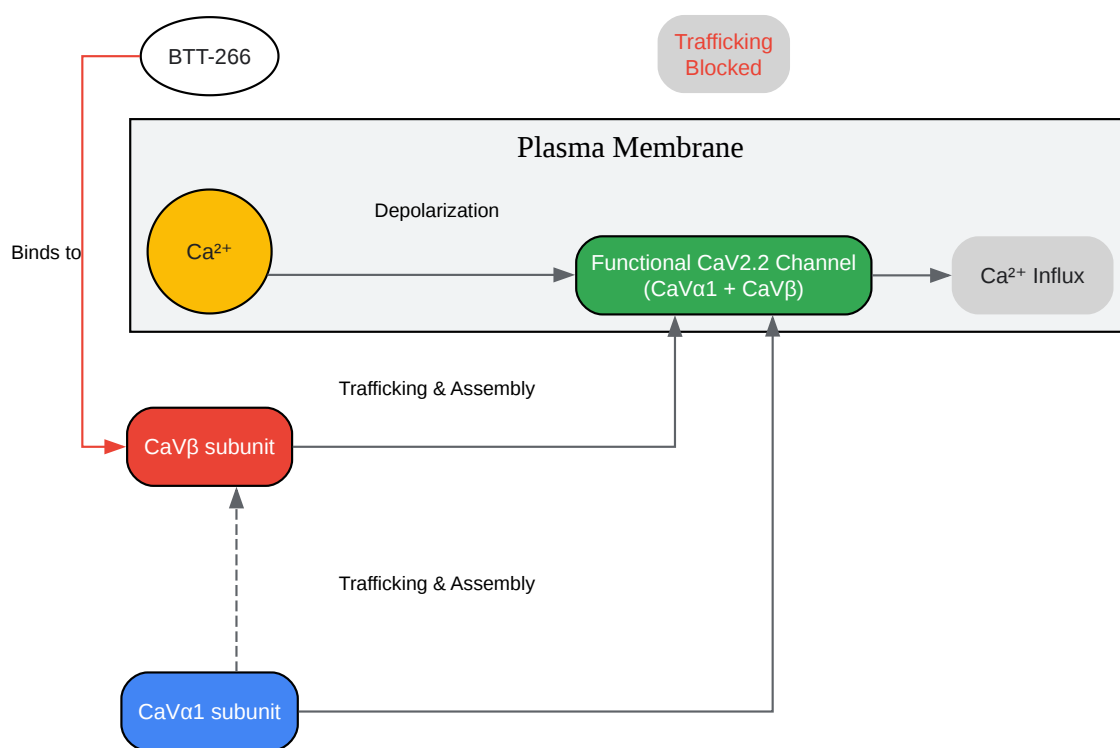 BTT-266
Trafficking
Blocked
Plasma Membrane
Depolarization
Binds to
Ca²⁺
Functional CaV2.2 Channel
(CaVα1 + CaVβ)
Ca²⁺ Influx
Trafficking & Assembly
CaVβ subunit
Trafficking & Assembly
CaVα1 subunit